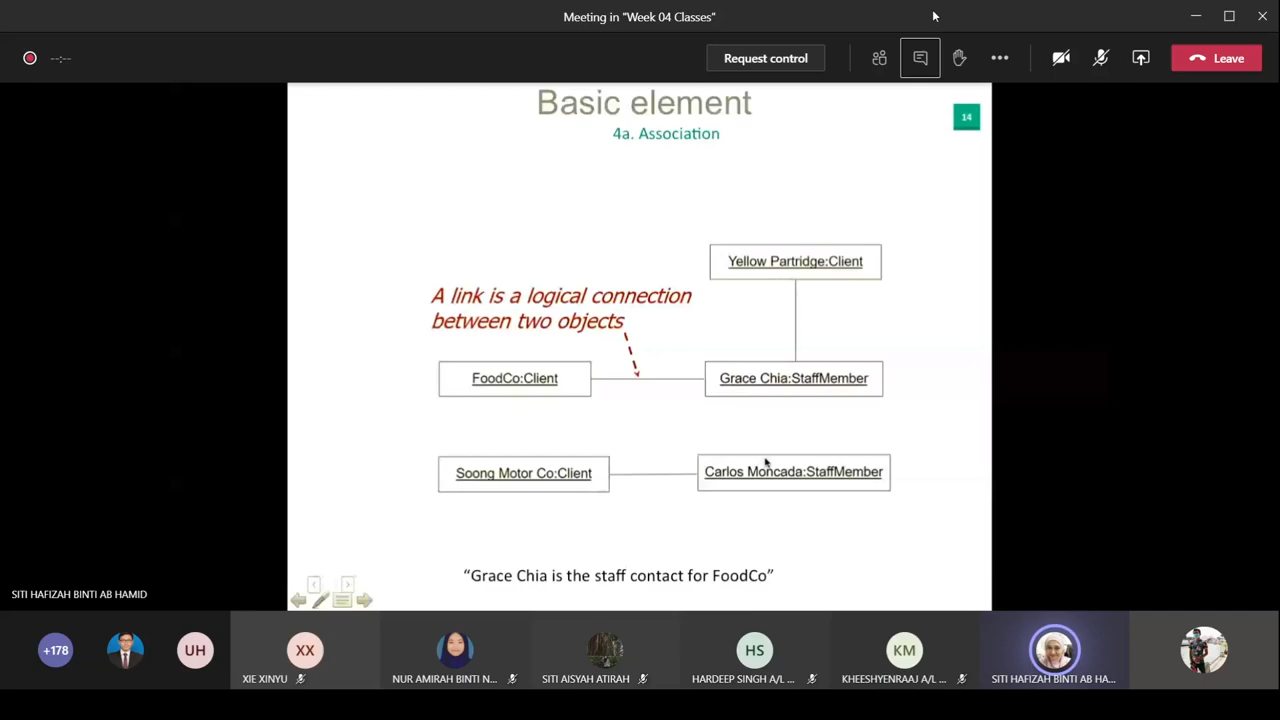 Meeting in "Week 04 Classes"
--:--
Request control
Leave
Basic element
4a. Association
14
Yellow Partridge:Client
A link is a logical connection
between two objects
FoodCo:Client
Grace Chia:StaffMember
Soong Motor Co:Client
Carlos Moncada:StaffMember
“Grace Chia is the staff contact for FoodCo”
SITI HAFIZAH BINTI AB HAMID
+178
UH
XX
HS
KM
XIE XINYU
NUR AMIRAH BINTI N...
SITI AISYAH ATIRAH
HARDEEP SINGH A/L ...
KHEESHYENRAAJ A/L ...
SITI HAFIZAH BINTI AB HA...